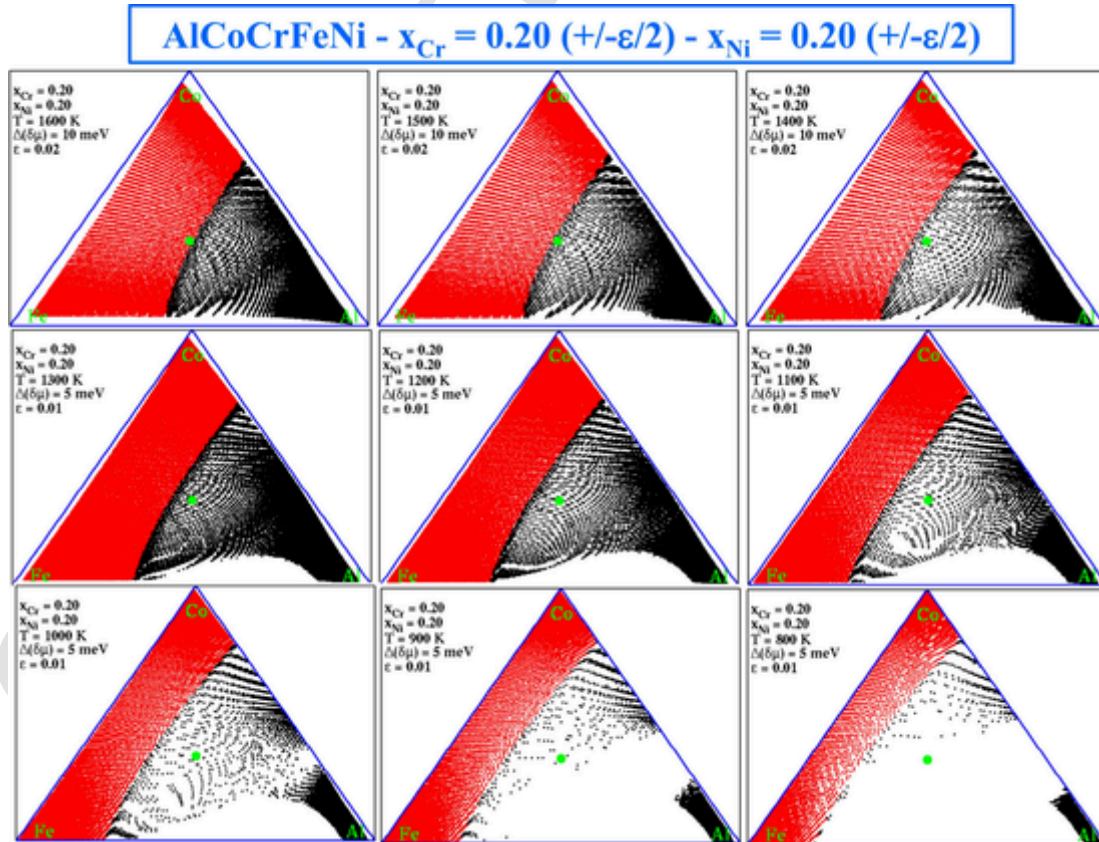 AlCoCrFeNi - xCr = 0.20 (+/-ε/2) - xNi = 0.20 (+/-ε/2)
xCr = 0.20
xNi = 0.20
T = 1600 K
Δ(δμ) = 10 meV
ε = 0.02
Co
Fe
Al
xCr = 0.20
xNi = 0.20
T = 1500 K
Δ(δμ) = 10 meV
ε = 0.02
Co
Fe
Al
xCr = 0.20
xNi = 0.20
T = 1400 K
Δ(δμ) = 10 meV
ε = 0.02
Co
Fe
Al
xCr = 0.20
xNi = 0.20
T = 1300 K
Δ(δμ) = 5 meV
ε = 0.01
Co
Fe
Al
xCr = 0.20
xNi = 0.20
T = 1200 K
Δ(δμ) = 5 meV
ε = 0.01
Co
Fe
Al
xCr = 0.20
xNi = 0.20
T = 1100 K
Δ(δμ) = 5 meV
ε = 0.01
Co
Fe
Al
xCr = 0.20
xNi = 0.20
T = 1000 K
Δ(δμ) = 5 meV
ε = 0.01
Co
Fe
Al
xCr = 0.20
xNi = 0.20
T = 900 K
Δ(δμ) = 5 meV
ε = 0.01
Co
Fe
Al
xCr = 0.20
xNi = 0.20
T = 800 K
Δ(δμ) = 5 meV
ε = 0.01
Co
Fe
Al